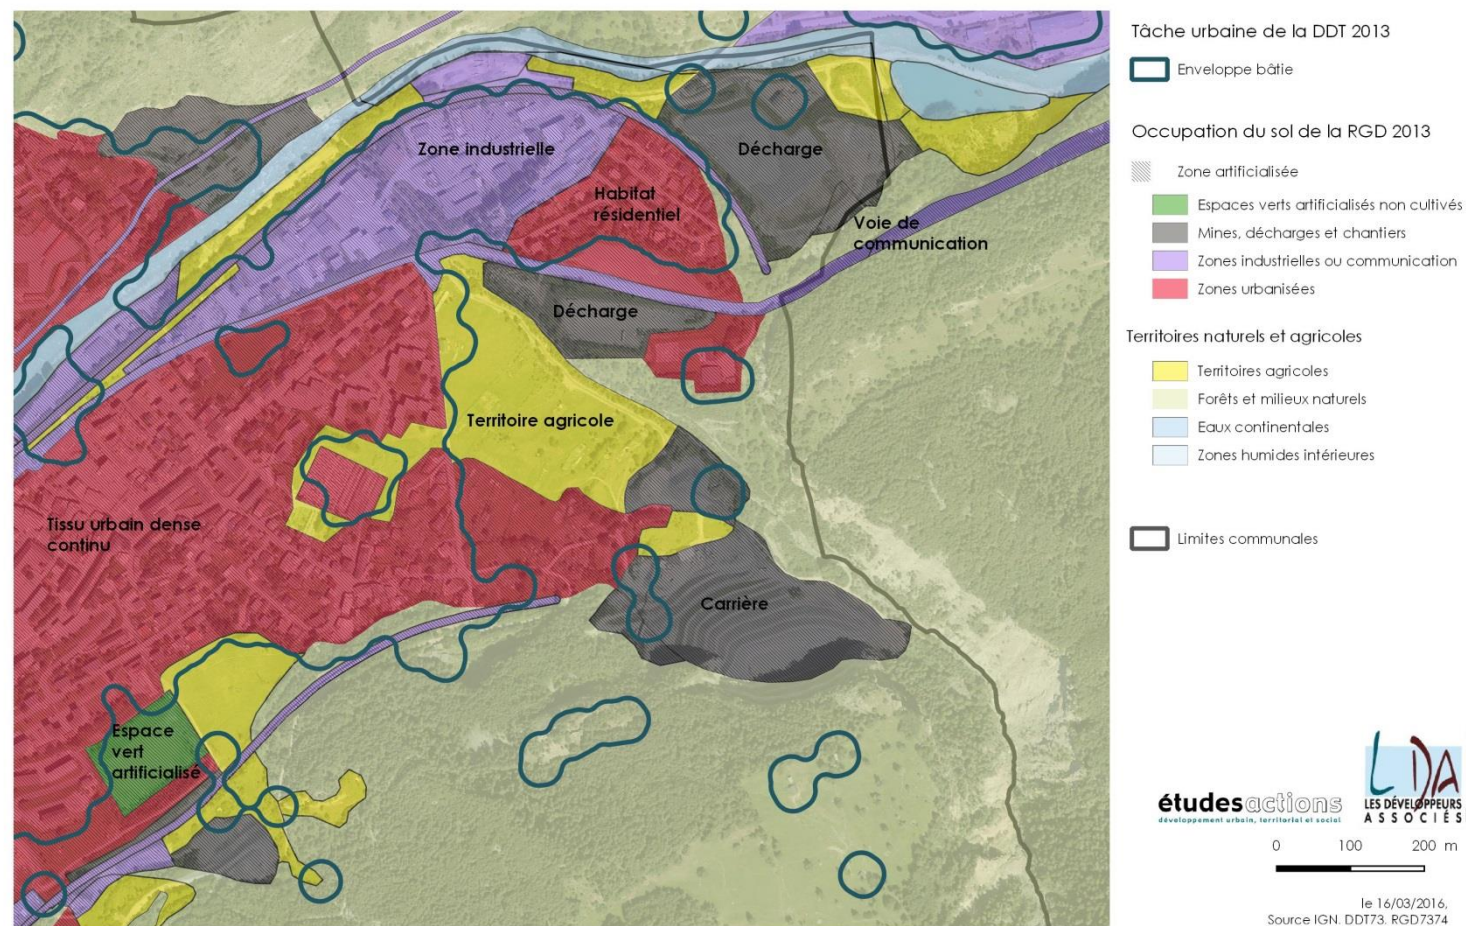 Zone industrielle
Décharge
Habitat
résidentiel
Voie de
communication
Décharge
Territoire agricole
Tissu urbain dense
continu
Carrière
Espace
vert
artificialisé
Tâche urbaine de la DDT 2013
Enveloppe bâtie
Occupation du sol de la RGD 2013
Zone artificialisée
Espaces verts artificialisés non cultivés
Mines, décharges et chantiers
Zones industrielles ou communication
Zones urbanisées
Territoires naturels et agricoles
Territoires agricoles
Forêts et milieux naturels
Eaux continentales
Zones humides intérieures
Limites communales
étudesactions
développement urbain, territorial et social
LDA
LES DÉVELOPPEURS
ASSOCIÉS
0 100 200 m
le 16/03/2016,
Source IGN. DDT73. RGD7374